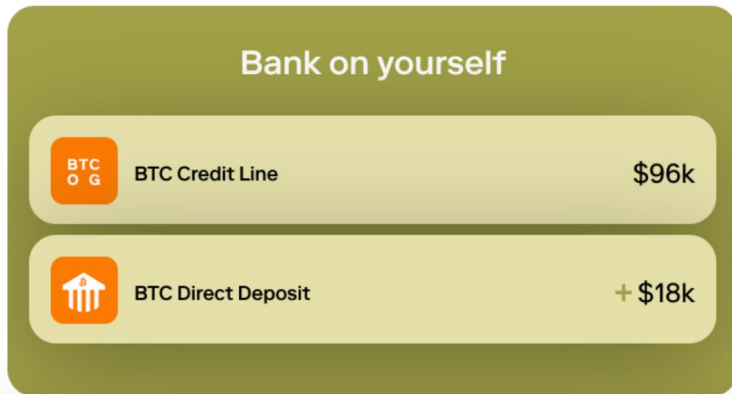 Bank on yourself
BTC
O G
BTC Credit Line
$96k
BTC Direct Deposit
+ $18k